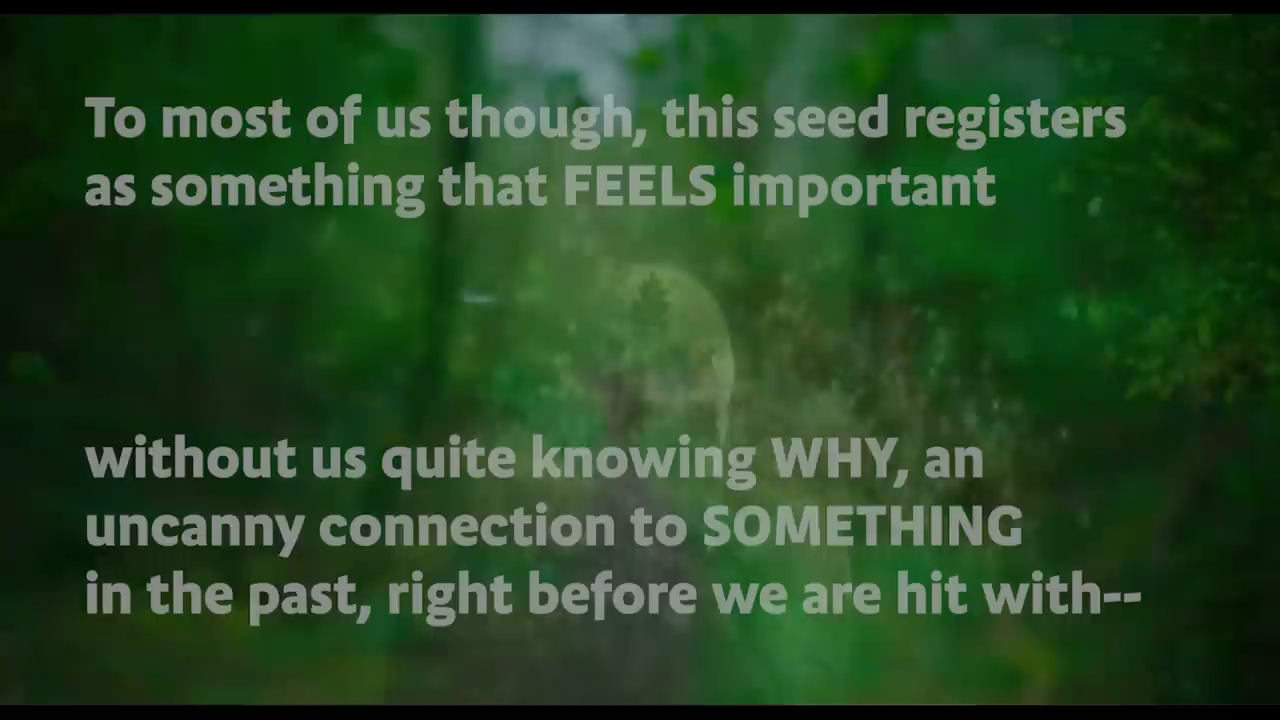 To most of us though, this seed registers
as something that FEELS important
without us quite knowing WHY, an
uncanny connection to SOMETHING
in the past, right before we are hit with--